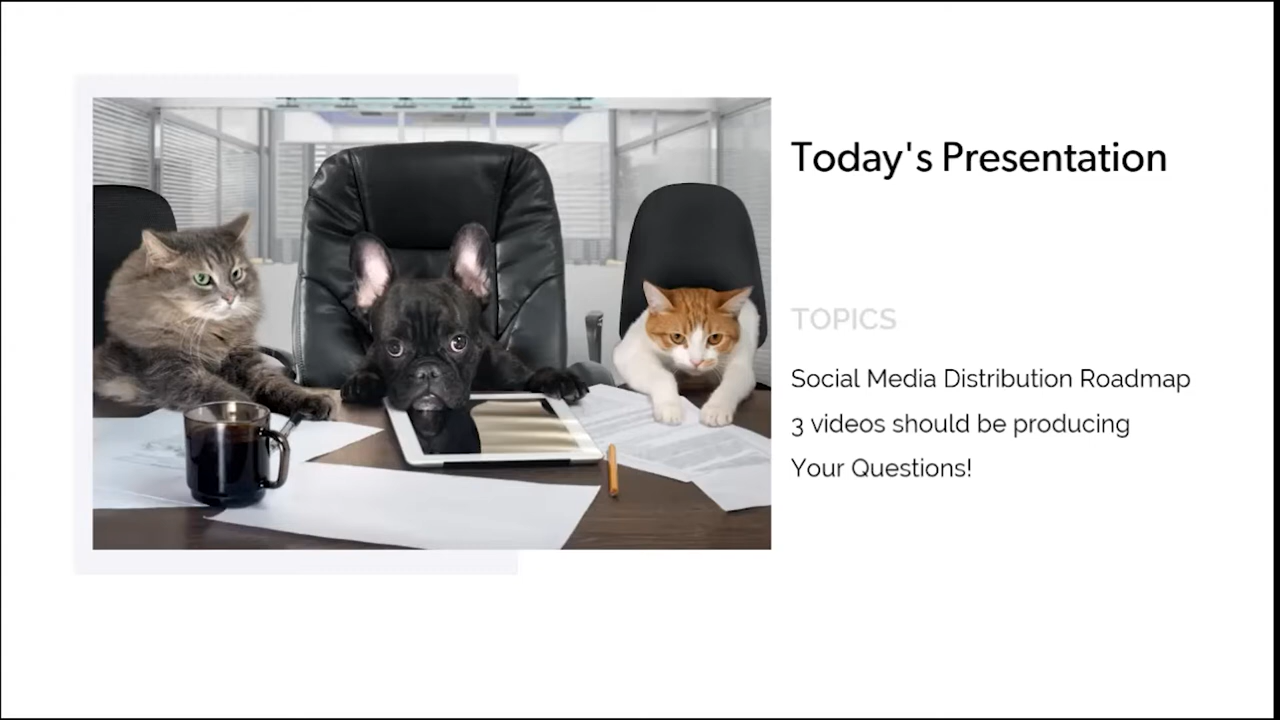 Today's Presentation
TOPICS
Social Media Distribution Roadmap
3 videos should be producing
Your Questions!